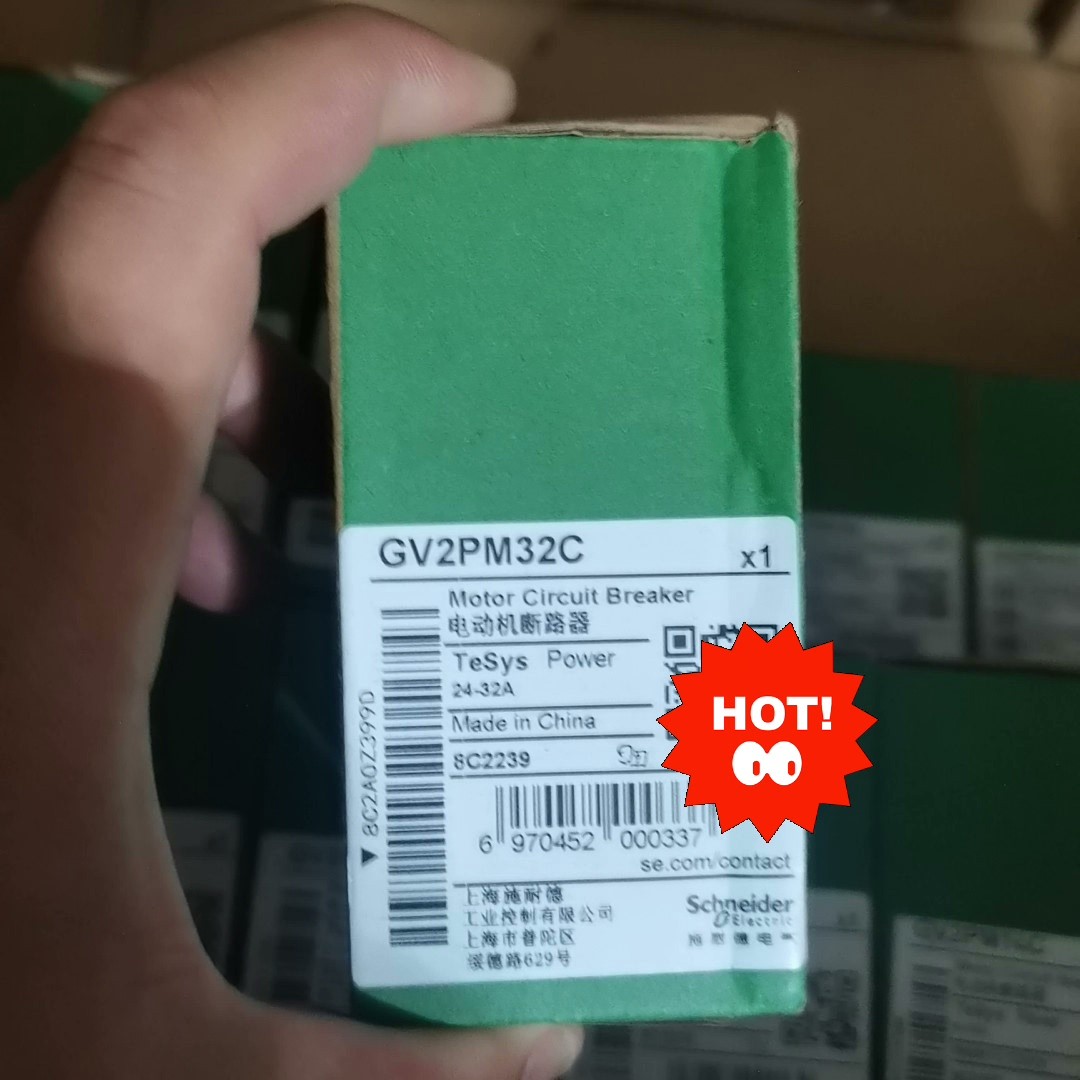 GV2PM32C x1
Motor Circuit Breaker
电动机断路器
TeSys Power
24-32A
Made in China
8C2239
8C2A0Z399D
HOT!
6 970452 000337
se.com/contact
上海施耐德
工业控制有限公司
上海市普陀区
绥德路629号
Schneider
Electric
施耐德电气